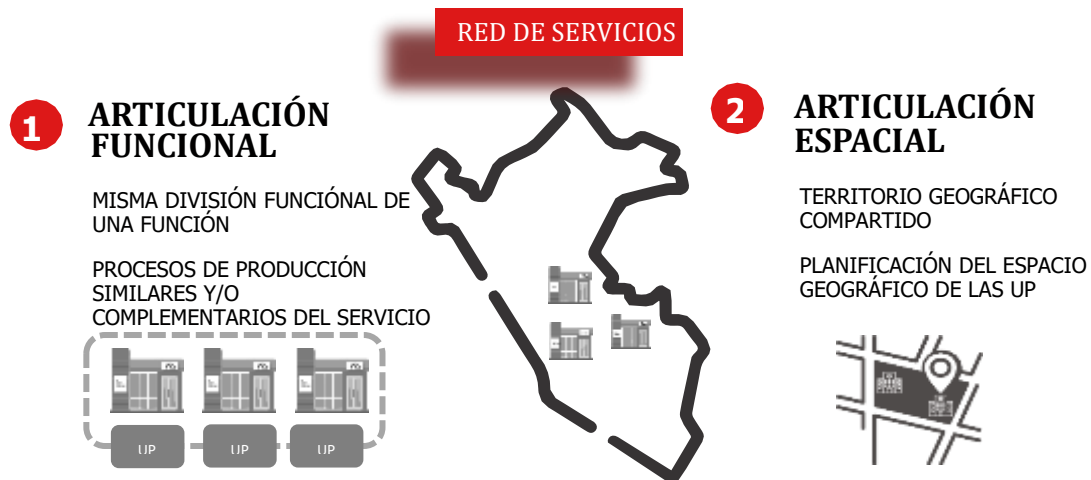 RED DE SERVICIOS
1
ARTICULACIÓN
FUNCIONAL
MISMA DIVISIÓN FUNCIÓNAL DE
UNA FUNCIÓN
PROCESOS DE PRODUCCIÓN
SIMILARES Y/O
COMPLEMENTARIOS DEL SERVICIO
UP
UP
UP
2
ARTICULACIÓN
ESPACIAL
TERRITORIO GEOGRÁFICO
COMPARTIDO
PLANIFICACIÓN DEL ESPACIO
GEOGRÁFICO DE LAS UP